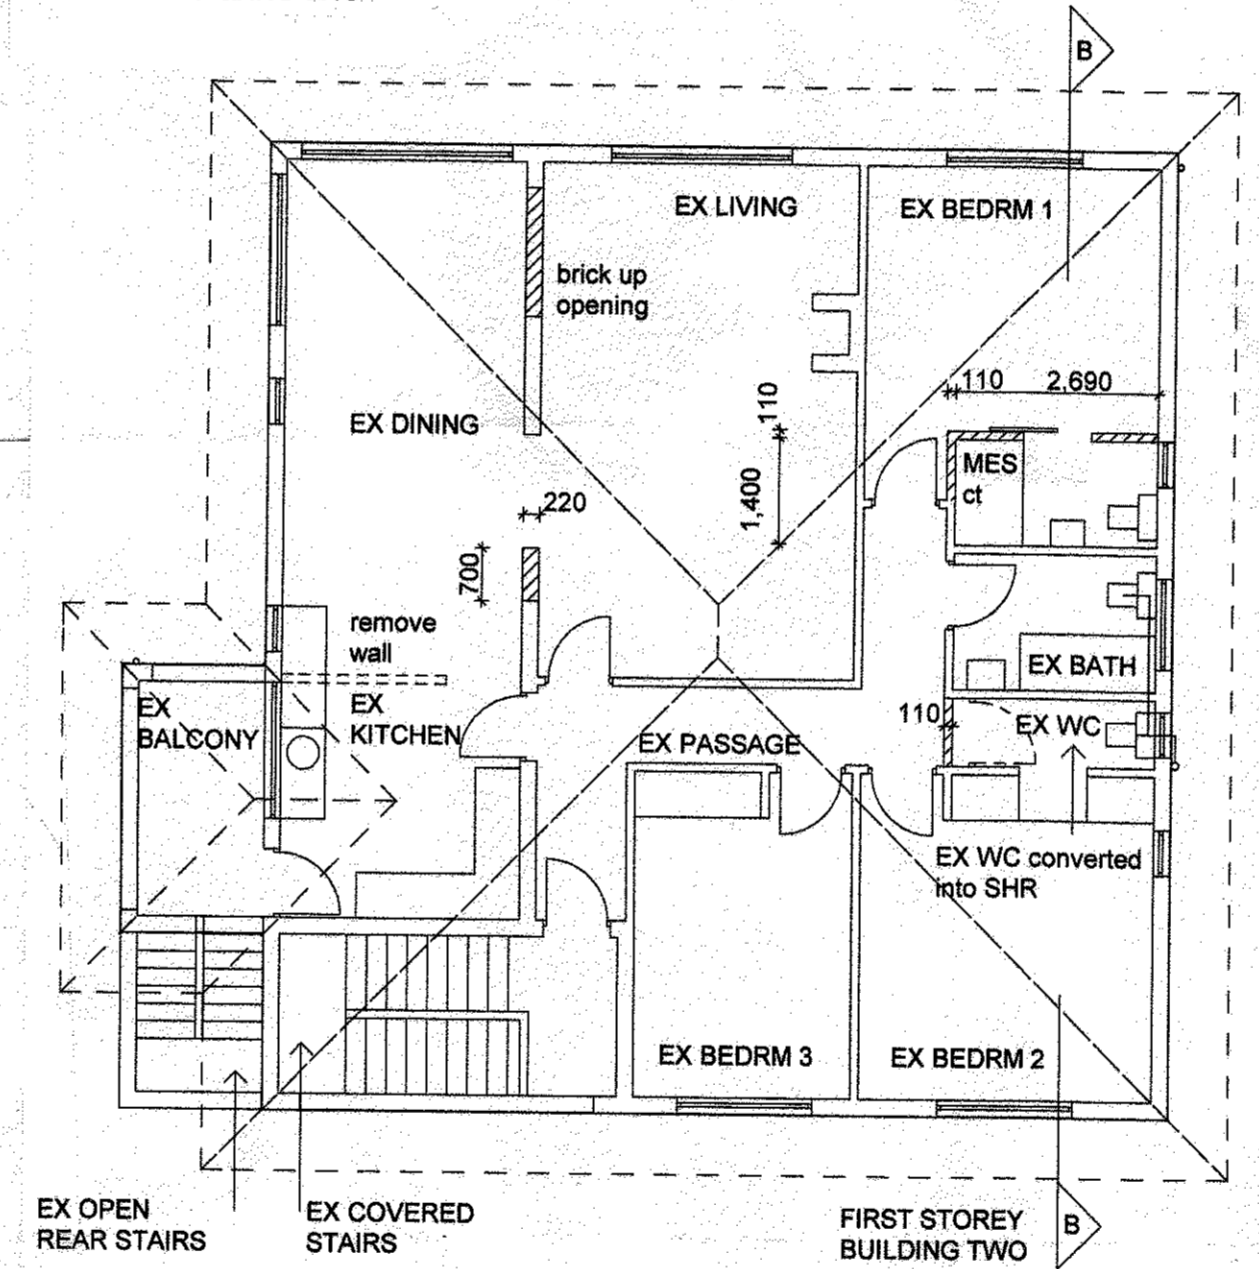 B
EX LIVING
EX BEDRM 1
brick up
opening
110
2,690
110
EX DINING
MES
ct
1,400
220
700
remove
wall
EX BATH
EX
BALCONY
EX
KITCHEN
110
EX WC
EX PASSAGE
EX WC converted
into SHR
EX BEDRM 3
EX BEDRM 2
EX OPEN
REAR STAIRS
EX COVERED
STAIRS
FIRST STOREY
BUILDING TWO
B